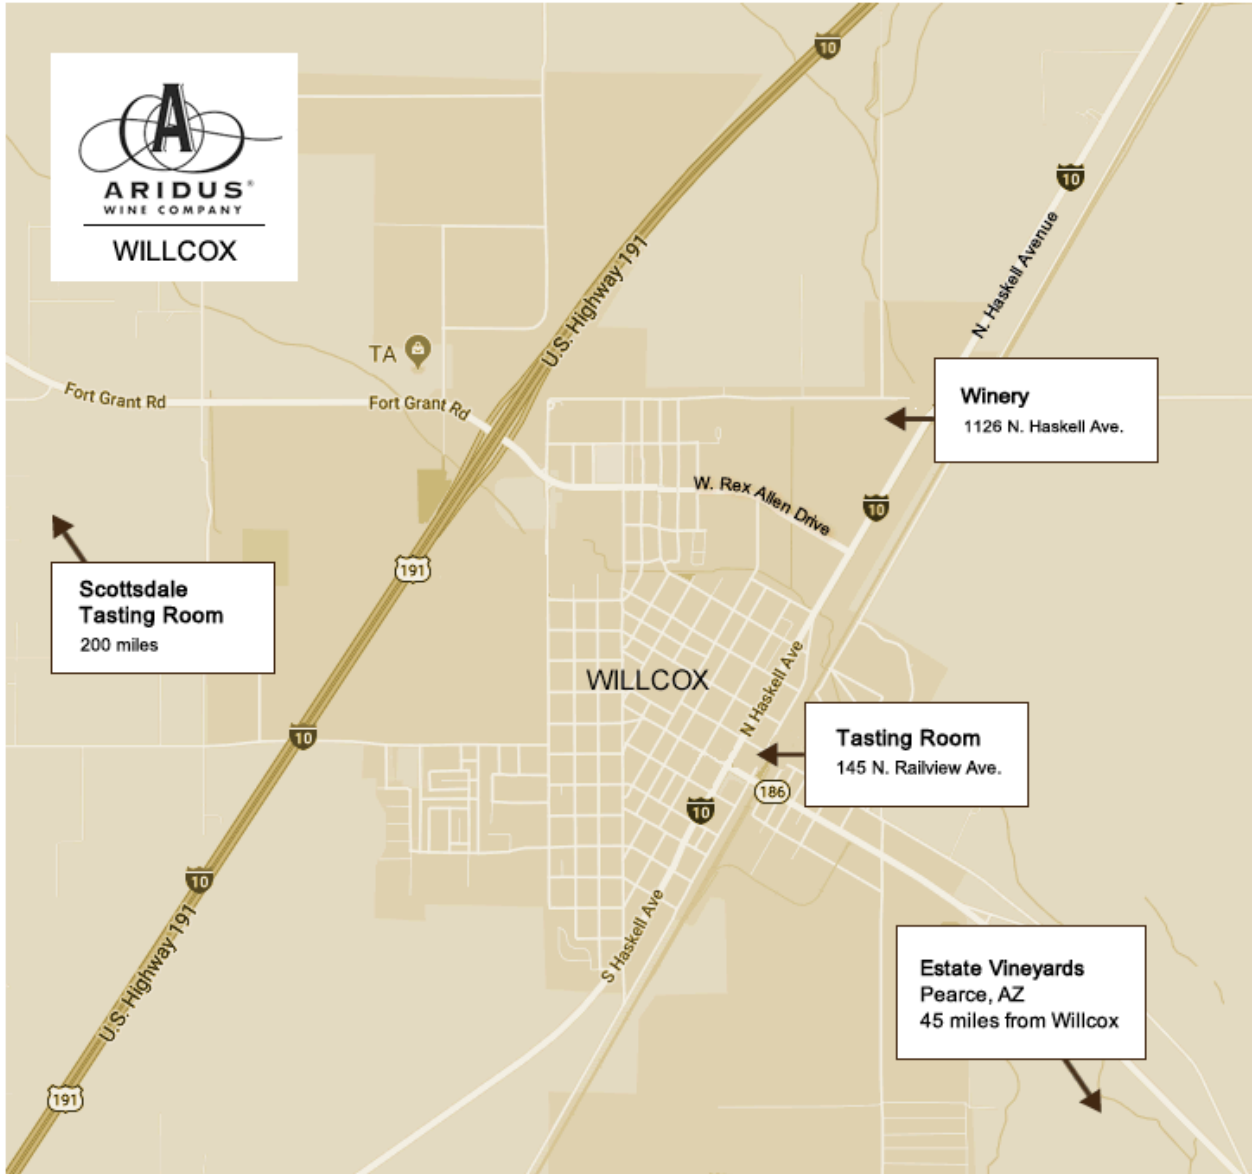 10
A
ARIDUS®
WINE COMPANY
WILLCOX
10
N. Haskell Avenue
U.S. Highway 191
TA
Fort Grant Rd
Fort Grant Rd
Winery
1126 N. Haskell Ave.
W. Rex Allen Drive
10
191
Scottsdale
Tasting Room
200 miles
WILLCOX
N Haskell Ave
Tasting Room
145 N. Railview Ave.
10
186
10
10
S Haskell Ave
U.S. Highway 191
Estate Vineyards
Pearce, AZ
45 miles from Willcox
191